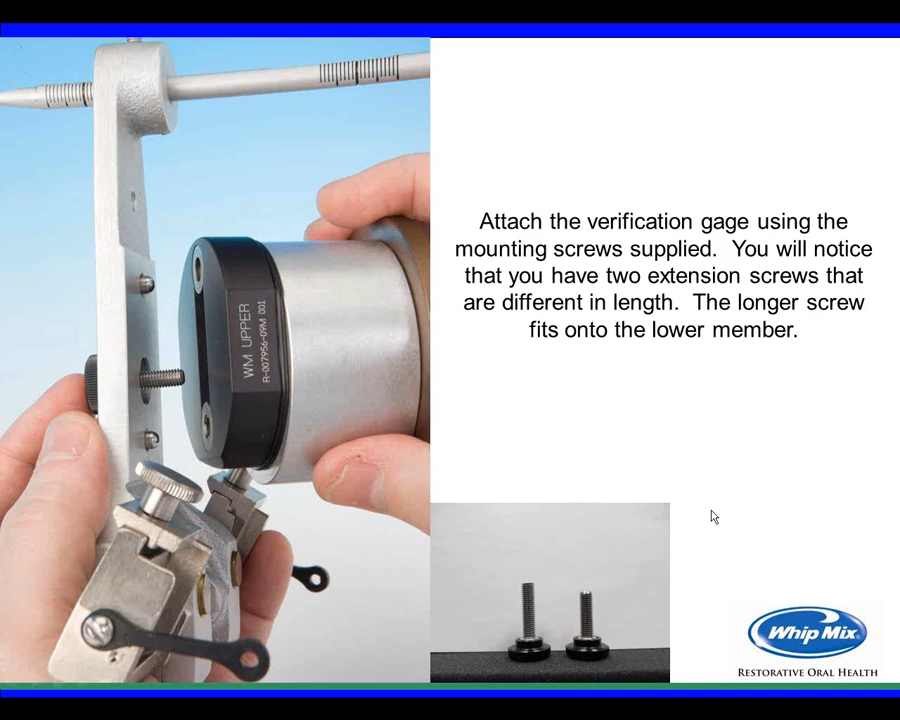 Attach the verification gage using the
mounting screws supplied.  You will notice
that you have two extension screws that
are different in length.  The longer screw
fits onto the lower member.
WM UPPER
R-007956-09M 001
Whip Mix
RESTORATIVE ORAL HEALTH